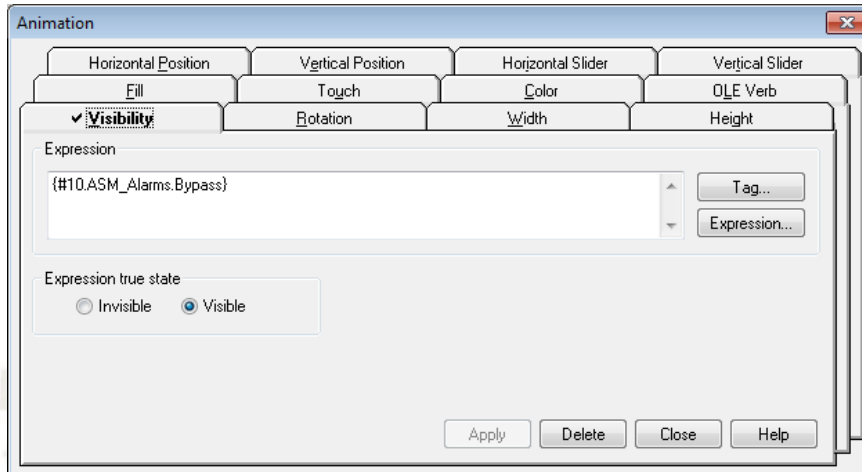 Animation
Horizontal Position Vertical Position Horizontal Slider Vertical Slider
Fill Touch Color OLE Verb
Visibility Rotation Width Height
Expression
{#10.ASM_Alarms.Bypass}
Tag...
Expression...
Expression true state
Invisible Visible
Apply Delete Close Help